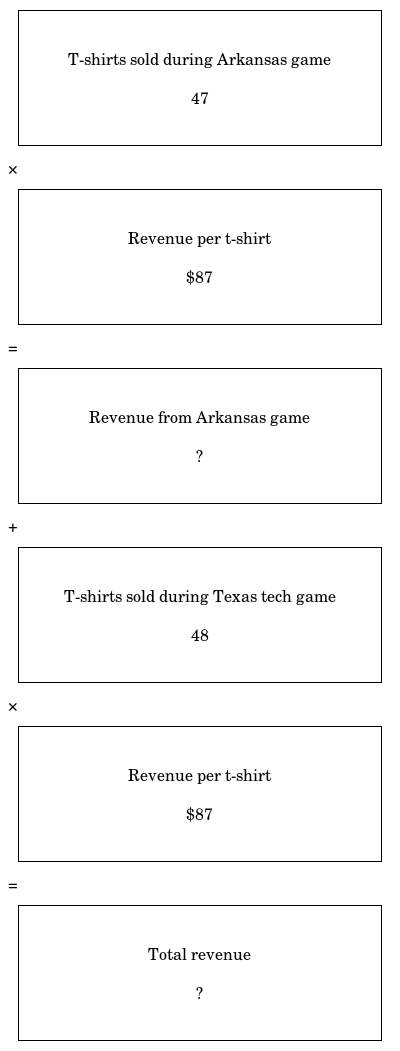 T-shirts sold during Arkansas game
47
×
Revenue per t-shirt
$87
=
Revenue from Arkansas game
?
+
T-shirts sold during Texas tech game
48
×
Revenue per t-shirt
$87
=
Total revenue
?